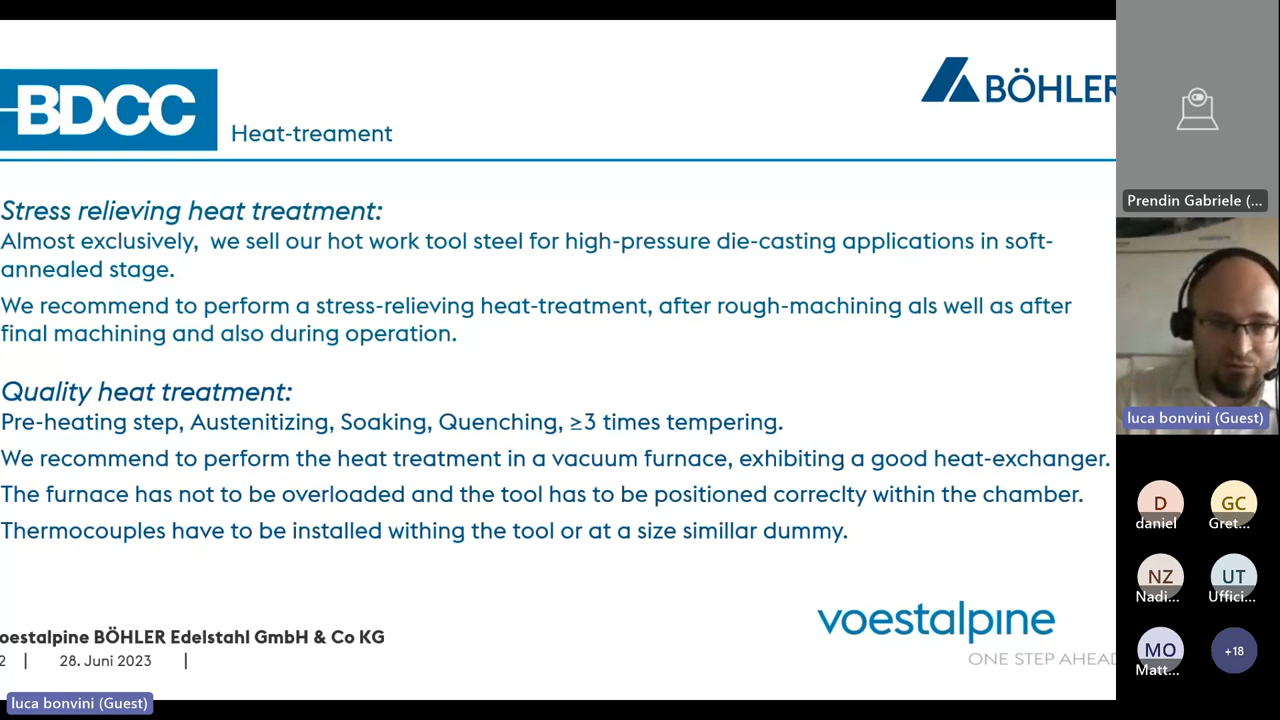 BDCC
Heat-treament
BÖHLER
Stress relieving heat treatment:
Almost exclusively, we sell our hot work tool steel for high-pressure die-casting applications in soft-
annealed stage.
We recommend to perform a stress-relieving heat-treatment, after rough-machining als well as after
final machining and also during operation.
Quality heat treatment:
Pre-heating step, Austenitizing, Soaking, Quenching, ≥3 times tempering.
We recommend to perform the heat treatment in a vacuum furnace, exhibiting a good heat-exchanger.
The furnace has not to be overloaded and the tool has to be positioned correclty within the chamber.
Thermocouples have to be installed withing the tool or at a size simillar dummy.
oestalpine BÖHLER Edelstahl GmbH & Co KG
2 | 28. Juni 2023 |
voestalpine
ONE STEP AHEAD
luca bonvini (Guest)
Prendin Gabriele (...
luca bonvini (Guest)
D
daniel
GC
Gret...
NZ
Nadi...
UT
Uffici...
MO
Matt...
+18